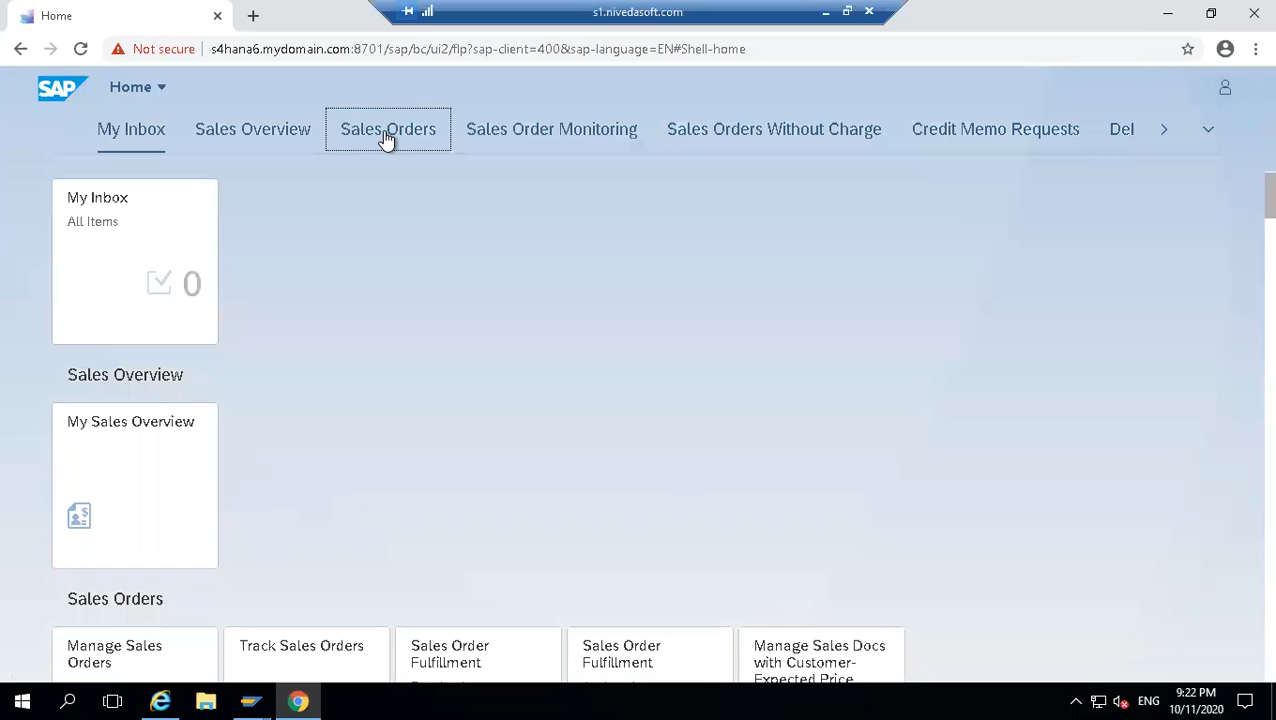 Home
s1.nivedasoft.com
Not secure
s4hana6.mydomain.com:8701/sap/bc/ui2/flp?sap-client=400&sap-language=EN#Shell-home
SAP Home
My Inbox Sales Overview Sales Orders Sales Order Monitoring Sales Orders Without Charge Credit Memo Requests Del
My Inbox
All Items
0
Sales Overview
My Sales Overview
Sales Orders
Manage Sales
Orders
Track Sales Orders
Sales Order
Fulfillment
Sales Order
Fulfillment
Manage Sales Docs
with Customer-
Expected Price
ENG
9:22 PM
10/11/2020